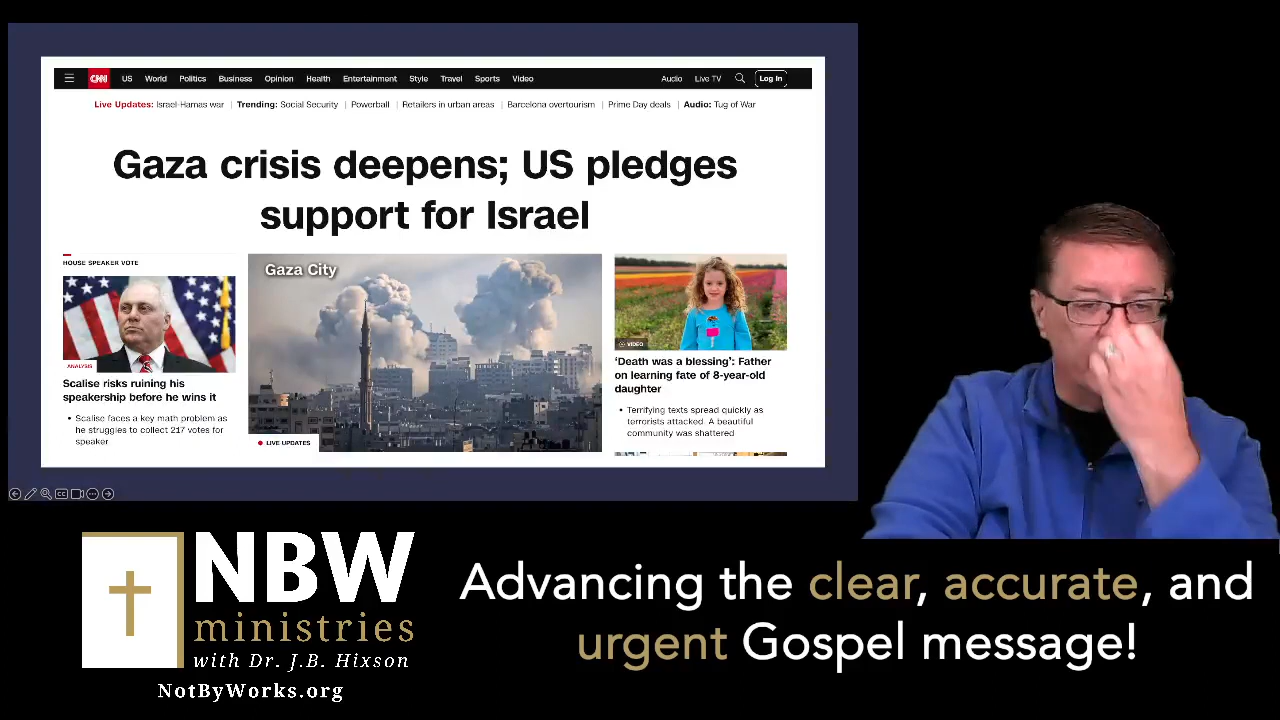 CNN US World Politics Business Opinion Health Entertainment Style Travel Sports Video Audio Live TV Log In
Live Updates: Israel-Hamas war | Trending: Social Security | Powerball | Retailers in urban areas | Barcelona overtourism | Prime Day deals | Audio: Tug of War
Gaza crisis deepens; US pledges
support for Israel
HOUSE SPEAKER VOTE
ANALYSIS
Scalise risks ruining his
speakership before he wins it
• Scalise faces a key math problem as
he struggles to collect 217 votes for
speaker
Gaza City
LIVE UPDATES
VIDEO
‘Death was a blessing’: Father
on learning fate of 8-year-old
daughter
• Terrifying texts spread quickly as
terrorists attacked. A beautiful
community was shattered
CC
NBW
ministries
with Dr. J.B. Hixson
NotByWorks.org
Advancing the clear, accurate, and
urgent Gospel message!